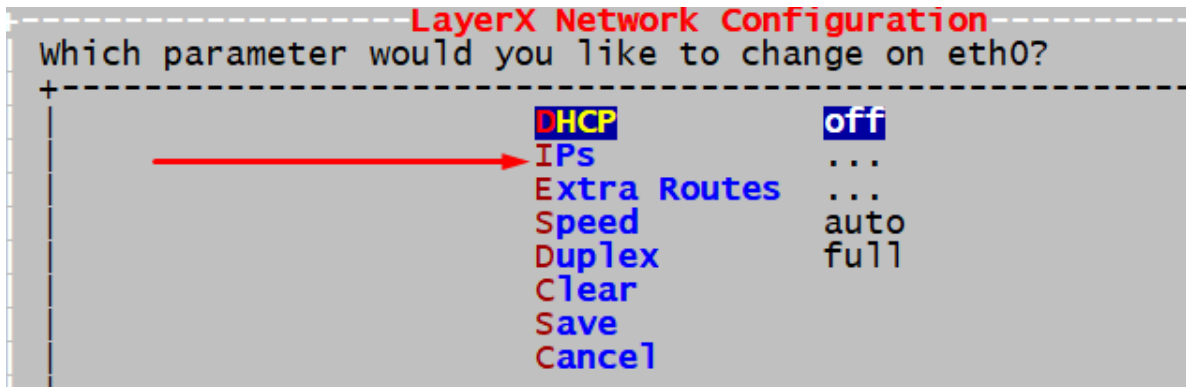 LayerX Network Configuration
Which parameter would you like to change on eth0?
DHCP off
IPs ...
Extra Routes ...
Speed auto
Duplex full
Clear
Save
Cancel